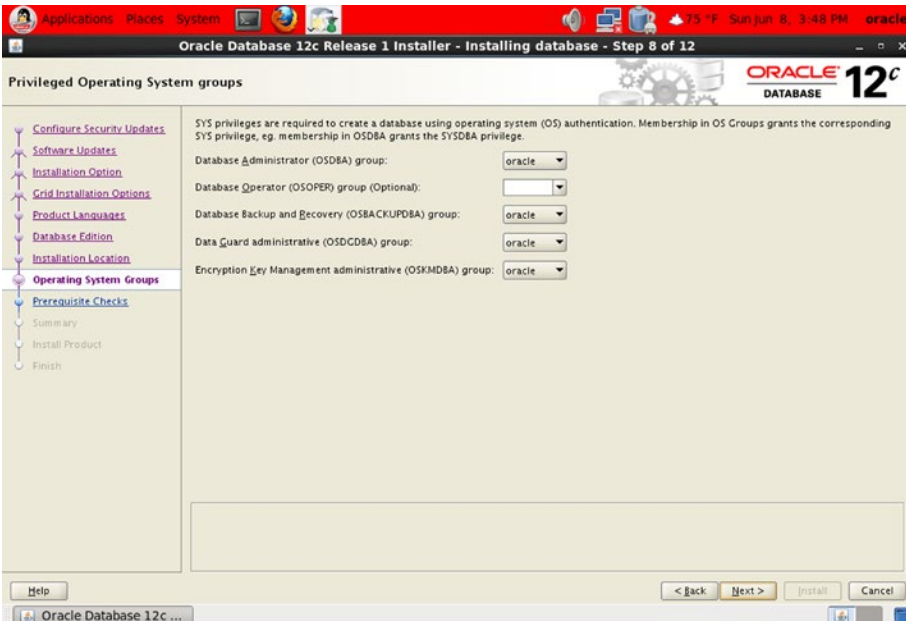 Applications Places System 75 °F Sun Jun 8, 3:48 PM oracle
Oracle Database 12c Release 1 Installer - Installing database - Step 8 of 12
Privileged Operating System groups
ORACLE 12c
DATABASE
Configure Security Updates
Software Updates
Installation Option
Grid Installation Options
Product Languages
Database Edition
Installation Location
Operating System Groups
Prerequisite Checks
Summary
Install Product
Finish
SYS privileges are required to create a database using operating system (OS) authentication. Membership in OS Groups grants the corresponding
SYS privilege, eg. membership in OSDBA grants the SYSDBA privilege.
Database Administrator (OSDBA) group: oracle
Database Operator (OSOPER) group (Optional):
Database Backup and Recovery (OSBACKUPDBA) group: oracle
Data Guard administrative (OSDGDBA) group: oracle
Encryption Key Management administrative (OSKMDBA) group: oracle
Help < Back Next > Install Cancel
Oracle Database 12c ...